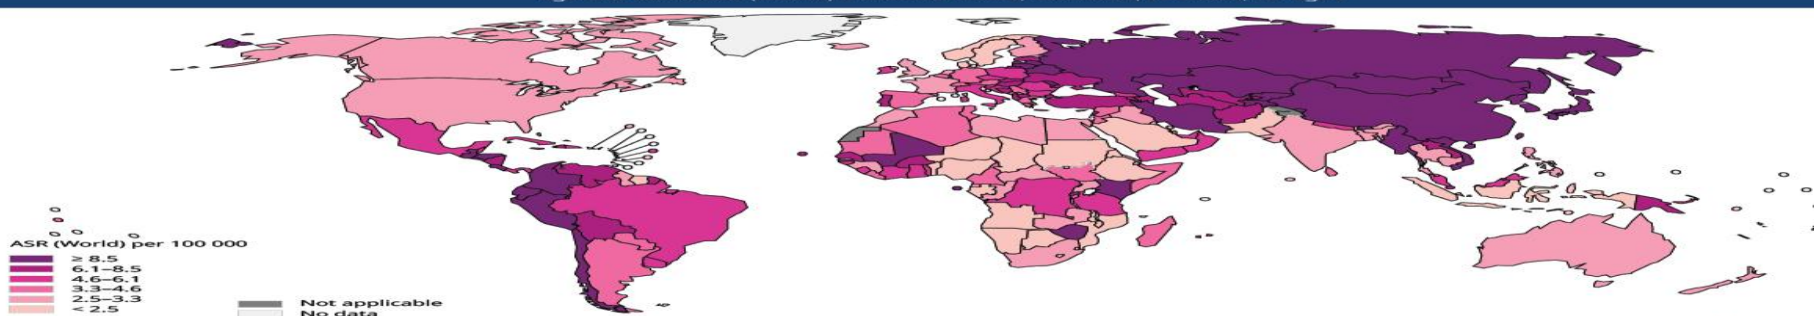 ASR (World) per 100 000
≥ 8.5
6.1–8.5
4.6–6.1
3.3–4.6
2.5–3.3
< 2.5
Not applicable
No data